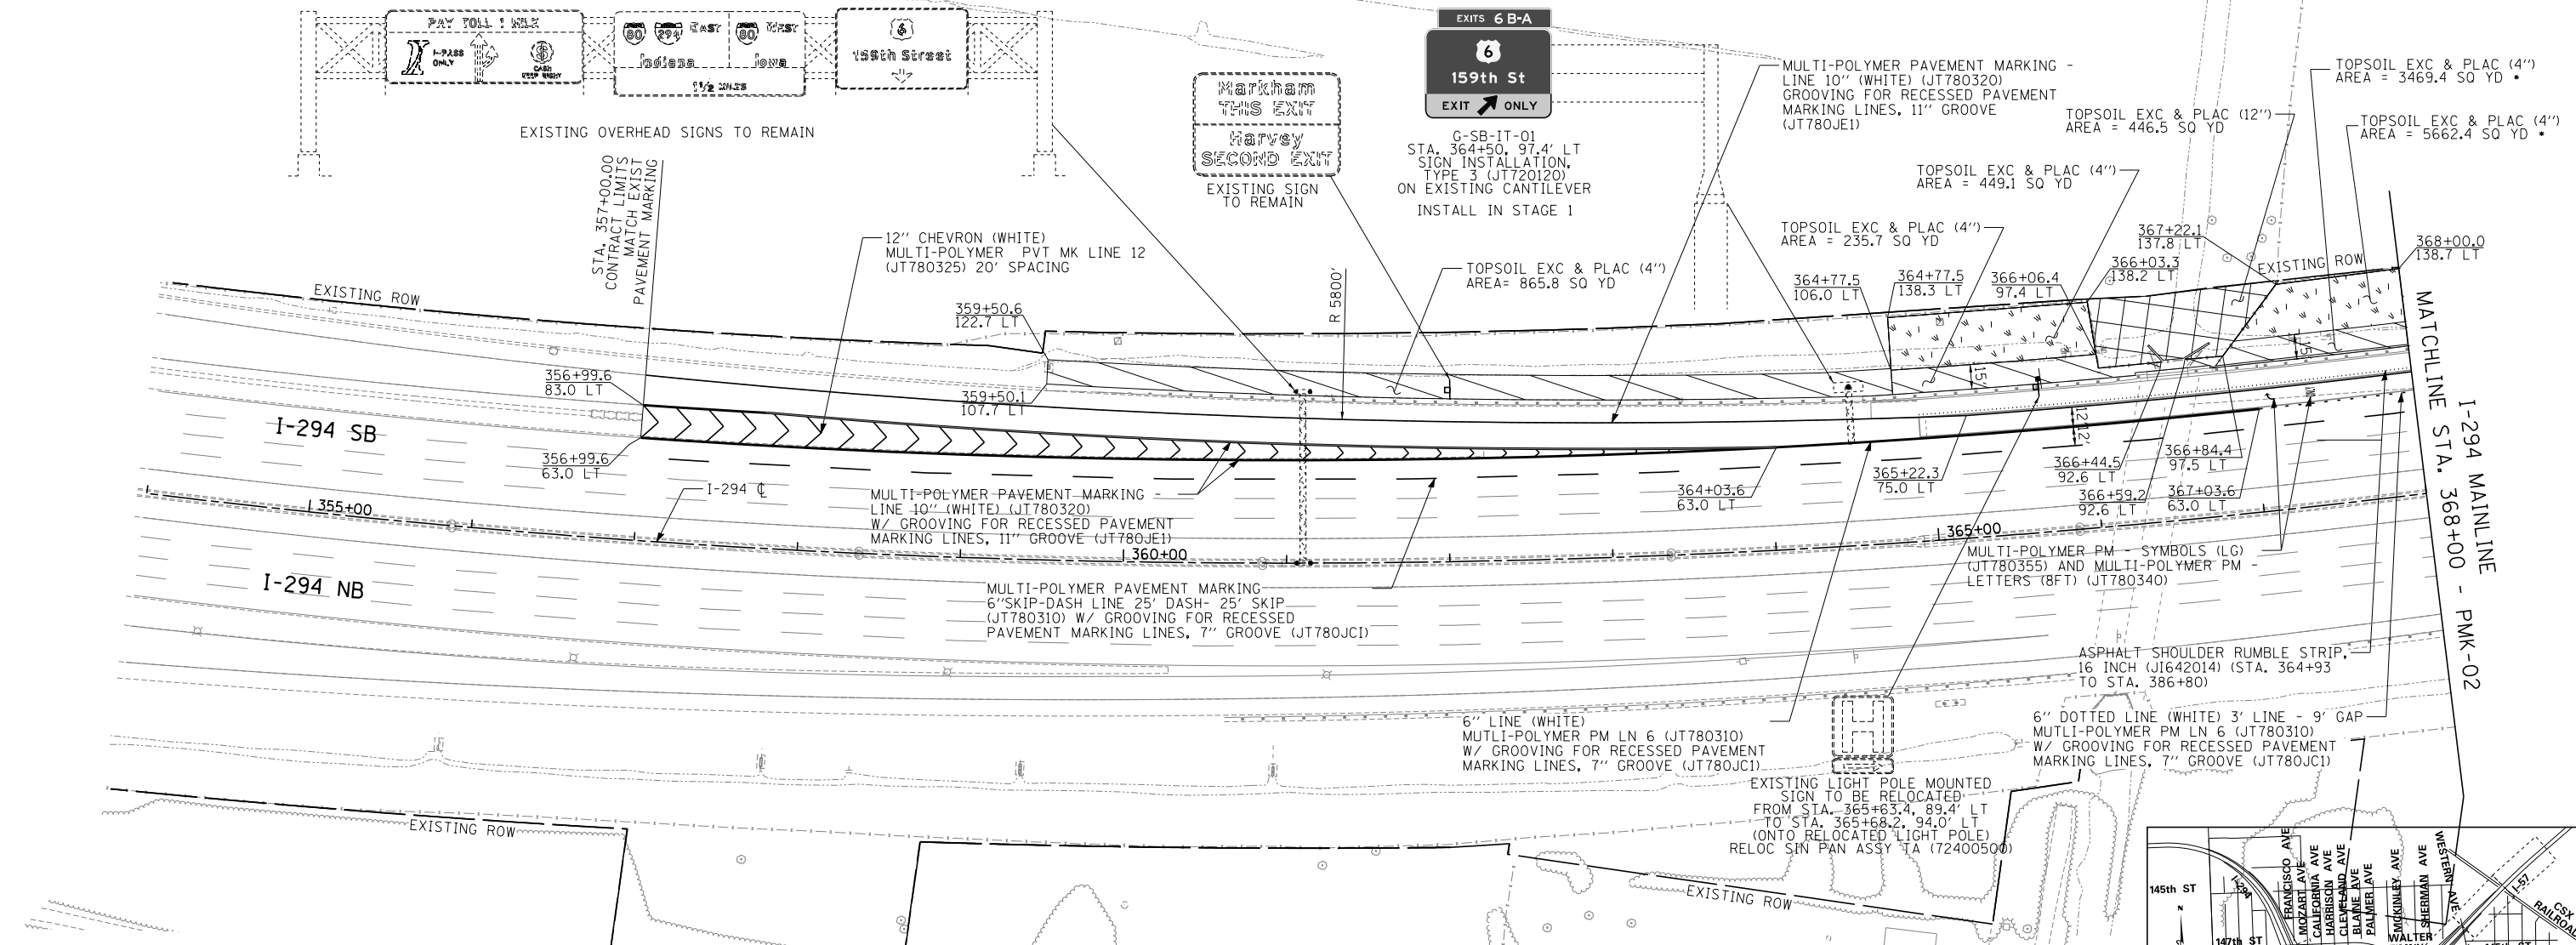 PAY TOLL 1 MILE
I-PASS
ONLY
CASH
KEEP RIGHT
80 294 EAST
Indiana
80 WEST
Iowa
1 1/2 MILES
6
159th Street
EXISTING OVERHEAD SIGNS TO REMAIN
Markham
THIS EXIT
Harvey
SECOND EXIT
EXISTING SIGN
TO REMAIN
EXITS 6 B-A
6
159th St
EXIT ONLY
G-SB-IT-01
STA. 364+50, 97.4' LT
SIGN INSTALLATION,
TYPE 3 (JT720120)
ON EXISTING CANTILEVER
INSTALL IN STAGE 1
MULTI-POLYMER PAVEMENT MARKING -
LINE 10'' (WHITE) (JT780320)
GROOVING FOR RECESSED PAVEMENT
MARKING LINES, 11'' GROOVE
(JT780JE1)
TOPSOIL EXC & PLAC (4'')
AREA = 3469.4 SQ YD *
TOPSOIL EXC & PLAC (12'')
AREA = 446.5 SQ YD
TOPSOIL EXC & PLAC (4'')
AREA = 5662.4 SQ YD *
TOPSOIL EXC & PLAC (4'')
AREA = 449.1 SQ YD
TOPSOIL EXC & PLAC (4'')
AREA = 235.7 SQ YD
TOPSOIL EXC & PLAC (4'')
AREA= 865.8 SQ YD
STA. 357+00.00
CONTRACT LIMITS
MATCH EXIST
PAVEMENT MARKING
12'' CHEVRON (WHITE)
MULTI-POLYMER PVT MK LINE 12
(JT780325) 20' SPACING
R 5800'
EXISTING ROW
359+50.6
122.7 LT
359+50.1
107.7 LT
356+99.6
83.0 LT
356+99.6
63.0 LT
364+77.5
106.0 LT
364+77.5
138.3 LT
366+06.4
97.4 LT
366+03.3
138.2 LT
367+22.1
137.8 LT
EXISTING ROW
368+00.0
138.7 LT
15'
15'
12'
12'
I-294 SB
I-294 ℄
355+00
360+00
365+00
I-294 NB
364+03.6
63.0 LT
365+22.3
75.0 LT
366+44.5
92.6 LT
366+59.2
92.6 LT
366+84.4
97.5 LT
367+03.6
63.0 LT
MATCHLINE STA. 368+00 - PMK-02
I-294 MAINLINE
MULTI-POLYMER PAVEMENT MARKING -
LINE 10'' (WHITE) (JT780320)
W/ GROOVING FOR RECESSED PAVEMENT
MARKING LINES, 11'' GROOVE (JT780JE1)
MULTI-POLYMER PAVEMENT MARKING
6''SKIP-DASH LINE 25' DASH- 25' SKIP
(JT780310) W/ GROOVING FOR RECESSED
PAVEMENT MARKING LINES, 7'' GROOVE (JT780JCI)
MULTI-POLYMER PM - SYMBOLS (LG)
(JT780355) AND MULTI-POLYMER PM -
LETTERS (8FT) (JT780340)
ASPHALT SHOULDER RUMBLE STRIP,
16 INCH (JI642014) (STA. 364+93
TO STA. 386+80)
6'' LINE (WHITE)
MUTLI-POLYMER PM LN 6 (JT780310)
W/ GROOVING FOR RECESSED PAVEMENT
MARKING LINES, 7'' GROOVE (JT780JC1)
6'' DOTTED LINE (WHITE) 3' LINE - 9' GAP
MUTLI-POLYMER PM LN 6 (JT780310)
W/ GROOVING FOR RECESSED PAVEMENT
MARKING LINES, 7'' GROOVE (JT780JC1)
H
EXISTING LIGHT POLE MOUNTED
SIGN TO BE RELOCATED
FROM STA. 365+63.4, 89.4' LT
TO STA. 365+68.2, 94.0' LT
(ONTO RELOCATED LIGHT POLE)
RELOC SIN PAN ASSY TA (72400500)
EXISTING ROW
EXISTING ROW
145th ST
147th ST
N
I-294
FRANCISCO AVE
MOZART AVE
CALIFORNIA AVE
HARRISON AVE
CLEVELAND AVE
BLAINE AVE
PALMER AVE
MCKINLEY AVE
SHERMAN AVE
WESTERN AVE
WALTER
I-57
CSX